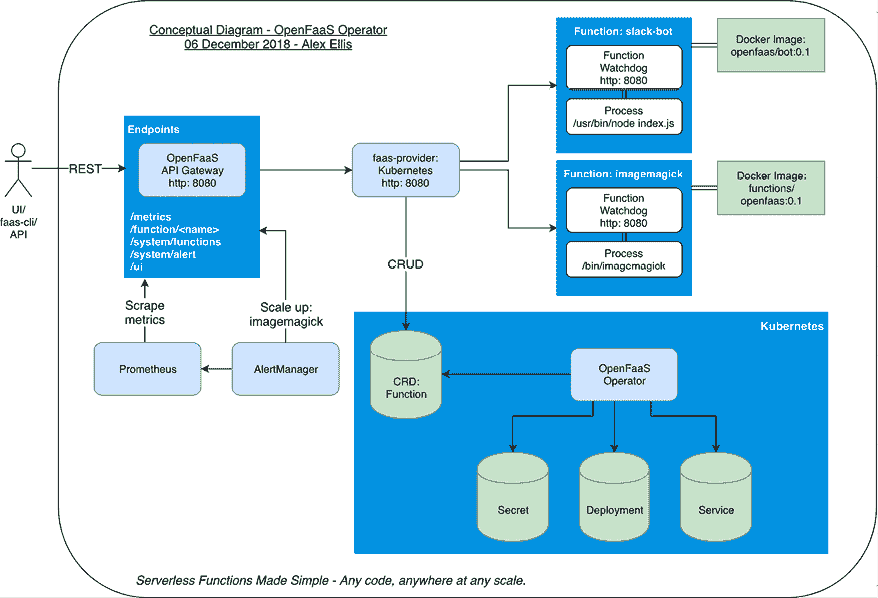 Conceptual Diagram - OpenFaaS Operator
06 December 2018 - Alex Ellis
UI/
faas-cli/
API
REST
Endpoints
OpenFaaS
API Gateway
http: 8080
/metrics
/function/<name>
/system/functions
/system/alert
/ui
Scrape
metrics
Scale up:
imagemagick
Prometheus
AlertManager
faas-provider:
Kubernetes
http: 8080
CRUD
Function: slack-bot
Function
Watchdog
http: 8080
Process
/usr/bin/node index.js
Docker Image:
openfaas/bot:0.1
Function: imagemagick
Function
Watchdog
http: 8080
Process
/bin/imagemagick
Docker Image:
functions/
openfaas:0.1
Kubernetes
CRD:
Function
OpenFaaS
Operator
Secret
Deployment
Service
Serverless Functions Made Simple - Any code, anywhere at any scale.